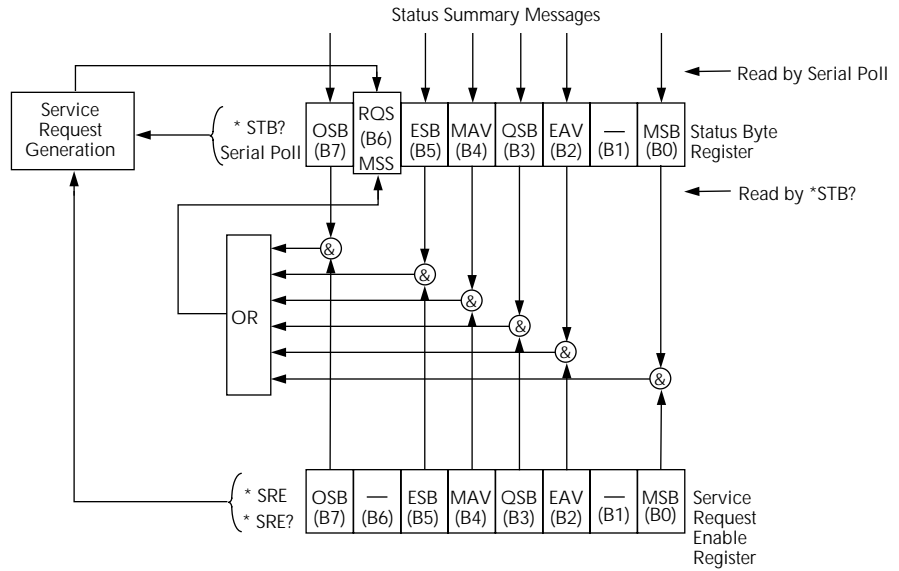 Status Summary Messages
Read by Serial Poll
Service
Request
Generation
* STB?
Serial Poll
OSB
(B7)
RQS
(B6)
MSS
ESB
(B5)
MAV
(B4)
QSB
(B3)
EAV
(B2)
—
(B1)
MSB
(B0)
Status Byte
Register
Read by *STB?
&
&
&
&
&
&
OR
* SRE
* SRE?
OSB
(B7)
—
(B6)
ESB
(B5)
MAV
(B4)
QSB
(B3)
EAV
(B2)
—
(B1)
MSB
(B0)
Service
Request
Enable
Register